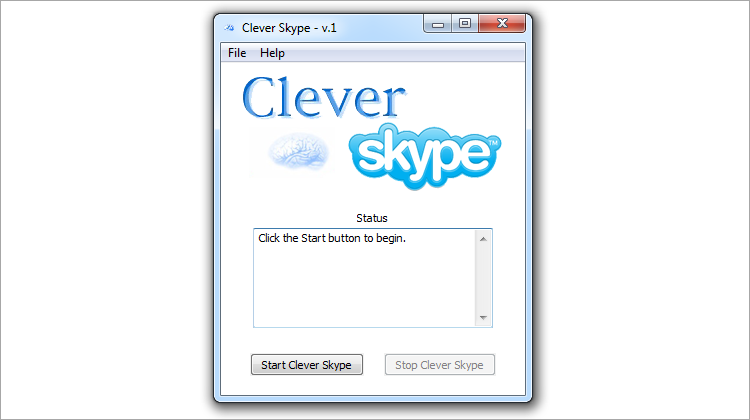 Clever Skype - v.1
File Help
Clever
skype™
Status
Click the Start button to begin.
Start Clever Skype Stop Clever Skype